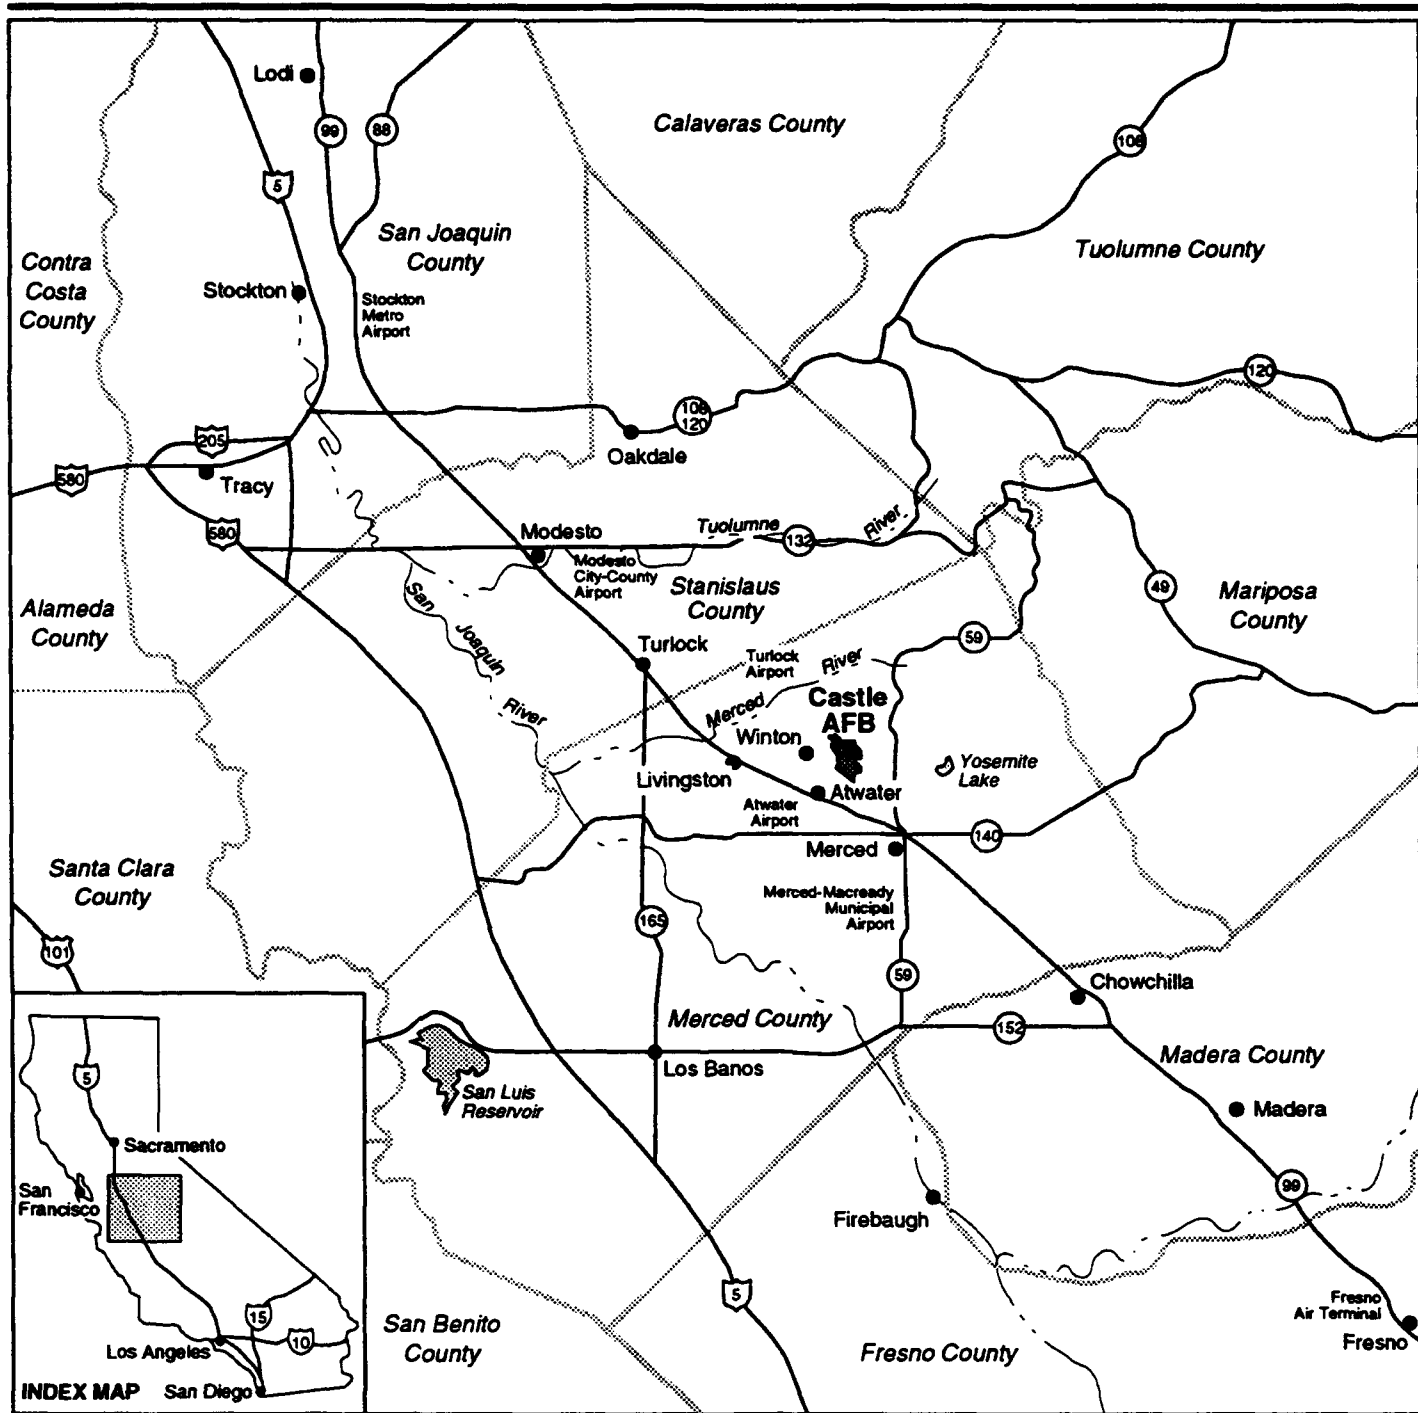 Lodi
99
88
Calaveras County
108
5
San Joaquin
County
Tuolumne County
Contra
Costa
County
Stockton
Stockton
Metro
Airport
120
108
120
205
Oakdale
580
Tracy
580
Modesto
Tuolumne
River
132
Modesto
City-County
Airport
Stanislaus
County
49
Mariposa
County
Alameda
County
San
Joaquin
River
Turlock
59
Turlock
Airport
Merced
River
Castle
AFB
Winton
Yosemite
Lake
Livingston
Atwater
Atwater
Airport
140
Merced
Santa Clara
County
Merced-Macready
Municipal
Airport
165
101
59
Chowchilla
Merced County
152
Los Banos
Madera County
San Luis
Reservoir
Madera
99
Firebaugh
5
Fresno
Air Terminal
Fresno
San Benito
County
Fresno County
5
Sacramento
San
Francisco
15
10
Los Angeles
INDEX MAP
San Diego